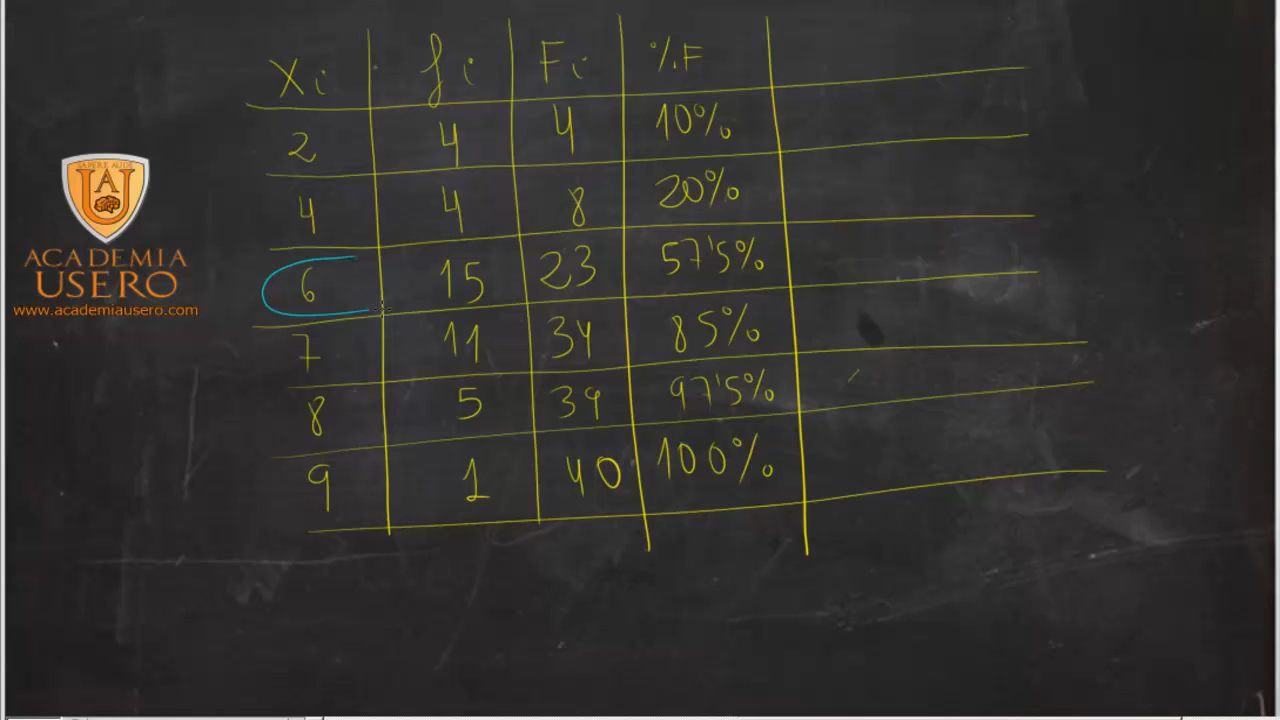 Xi fi Fi %F
2 4 4 10%
4 4 8 20%
6 15 23 57'5%
7 11 34 85%
8 5 39 97'5%
9 1 40 100%
SAPERE AUDE
UA
ACADEMIA
USERO
www.academiausero.com